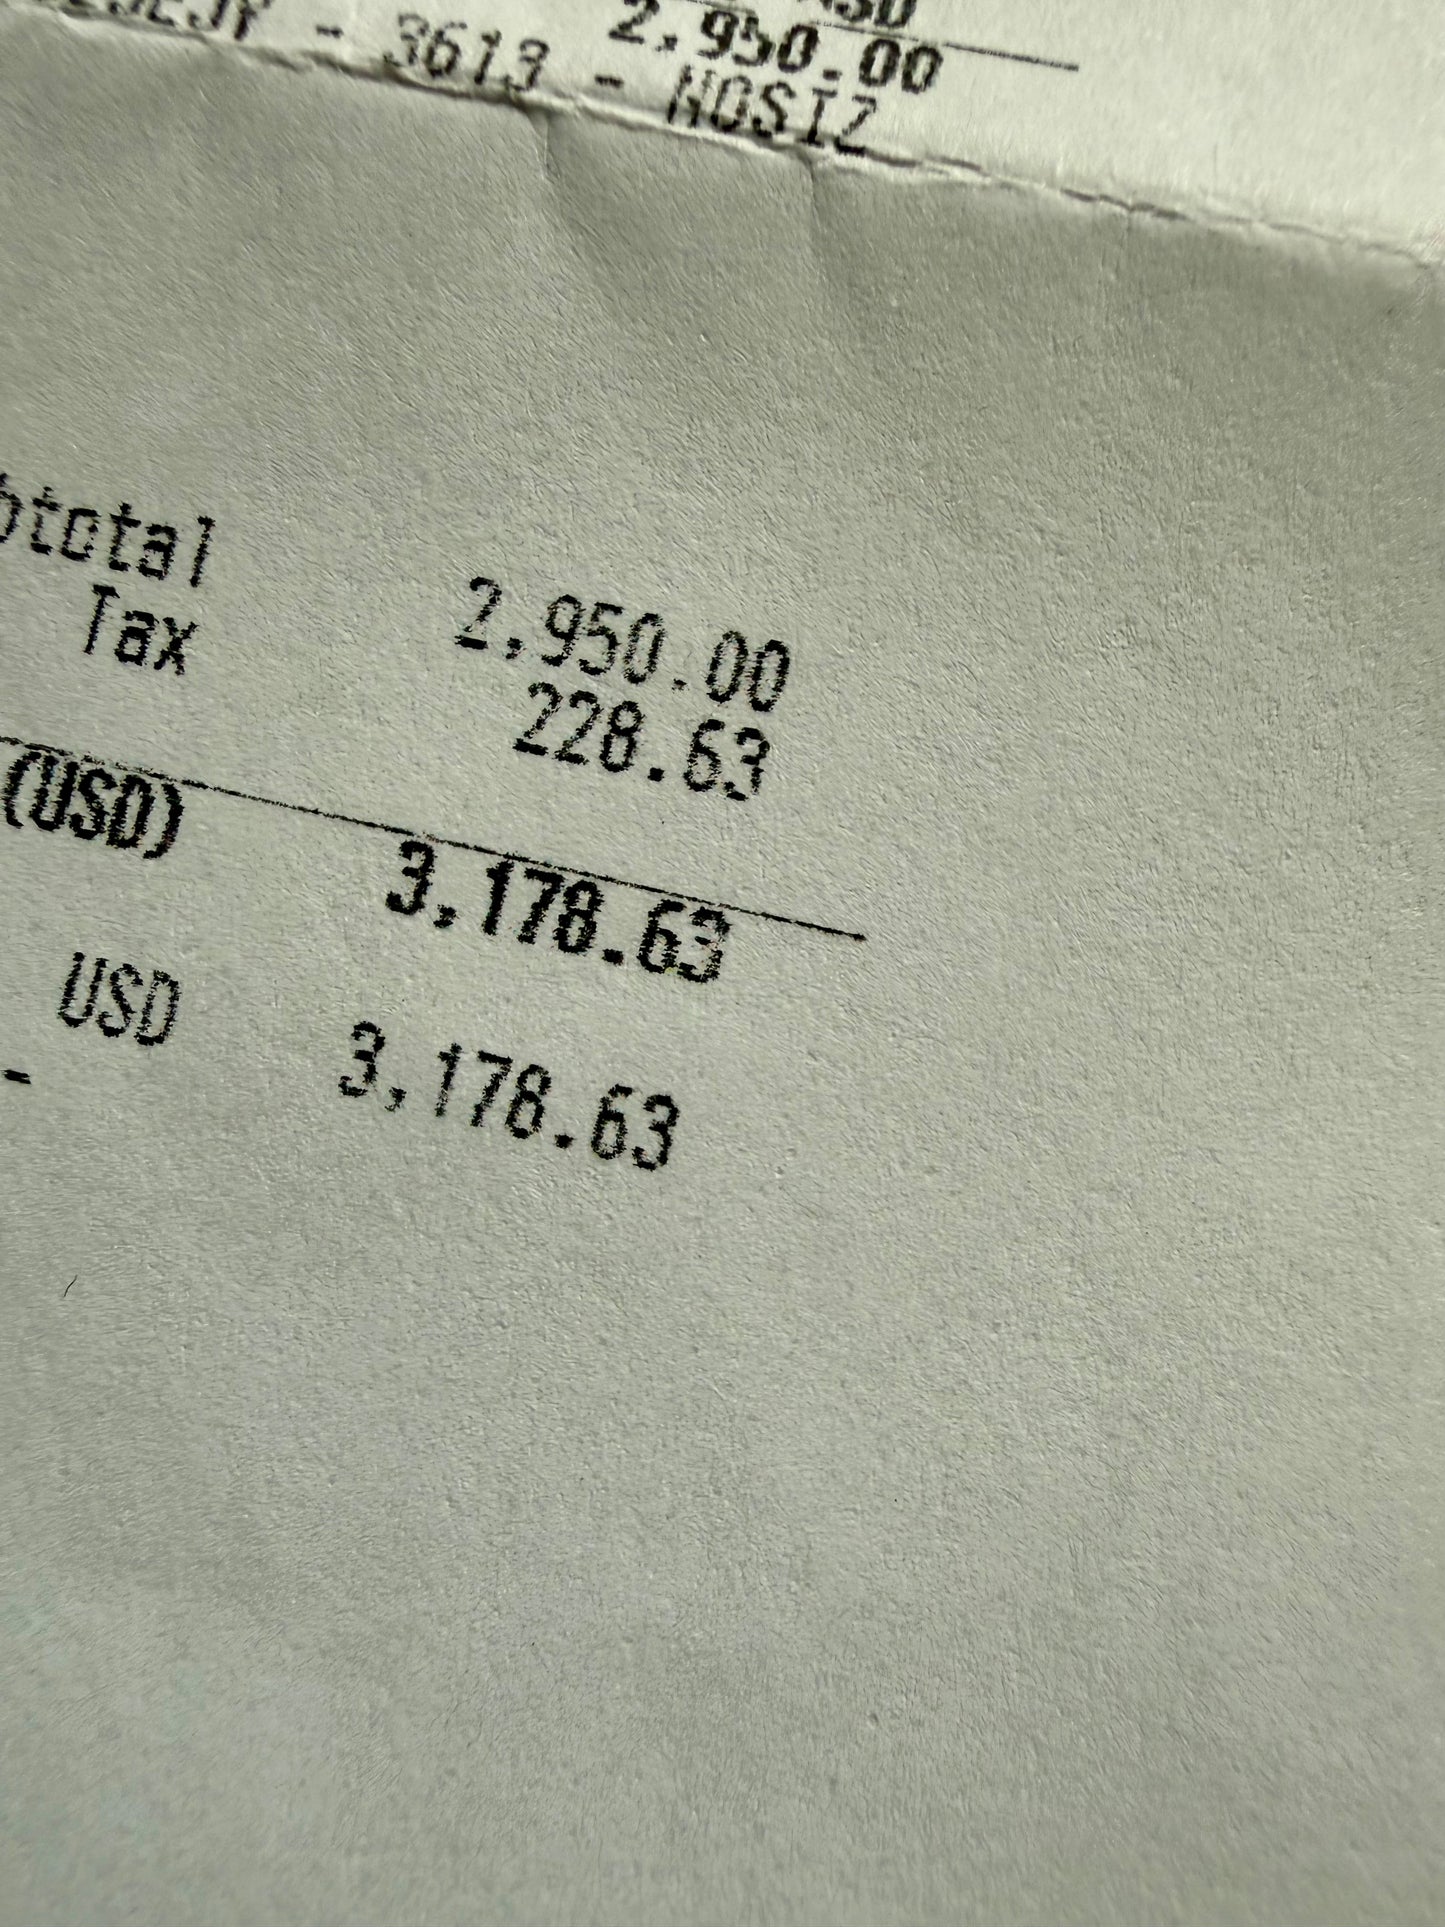 2,950.00
- 3613 - NOSIZ
btotal 2,950.00
Tax 228.63
(USD) 3,178.63
USD 3,178.63
-